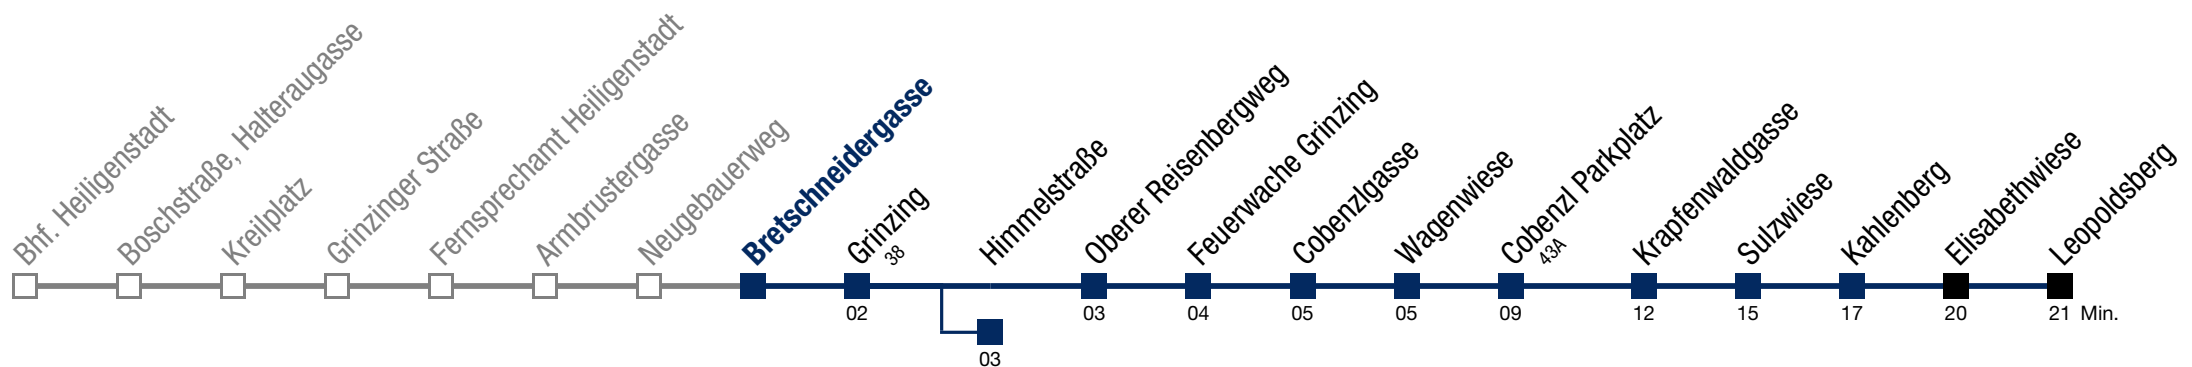 Bhf. Heiligenstadt
Boschstraße, Halteraugasse
Kreilplatz
Grinzinger Straße
Fernsprechamt Heiligenstadt
Armbrustergasse
Neugebauerweg
Bretschneidergasse
Grinzing
38
Himmelstraße
Oberer Reisenbergweg
Feuerwache Grinzing
Cobenzlgasse
Wagenwiese
Cobenzl Parkplatz
43A
Krapfenwaldgasse
Sulzwiese
Kahlenberg
Elisabethwiese
Leopoldsberg
02 03 04 05 05 09 12 15 17 20 21 Min.
03